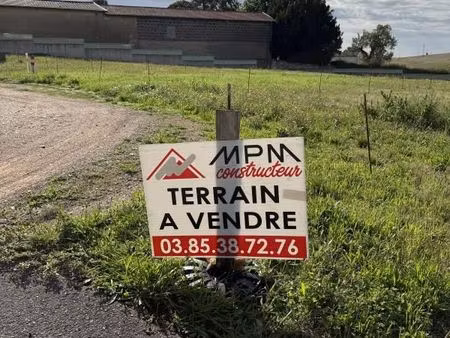 MPM
constructeur
TERRAIN
A VENDRE
03.85.38.72.76